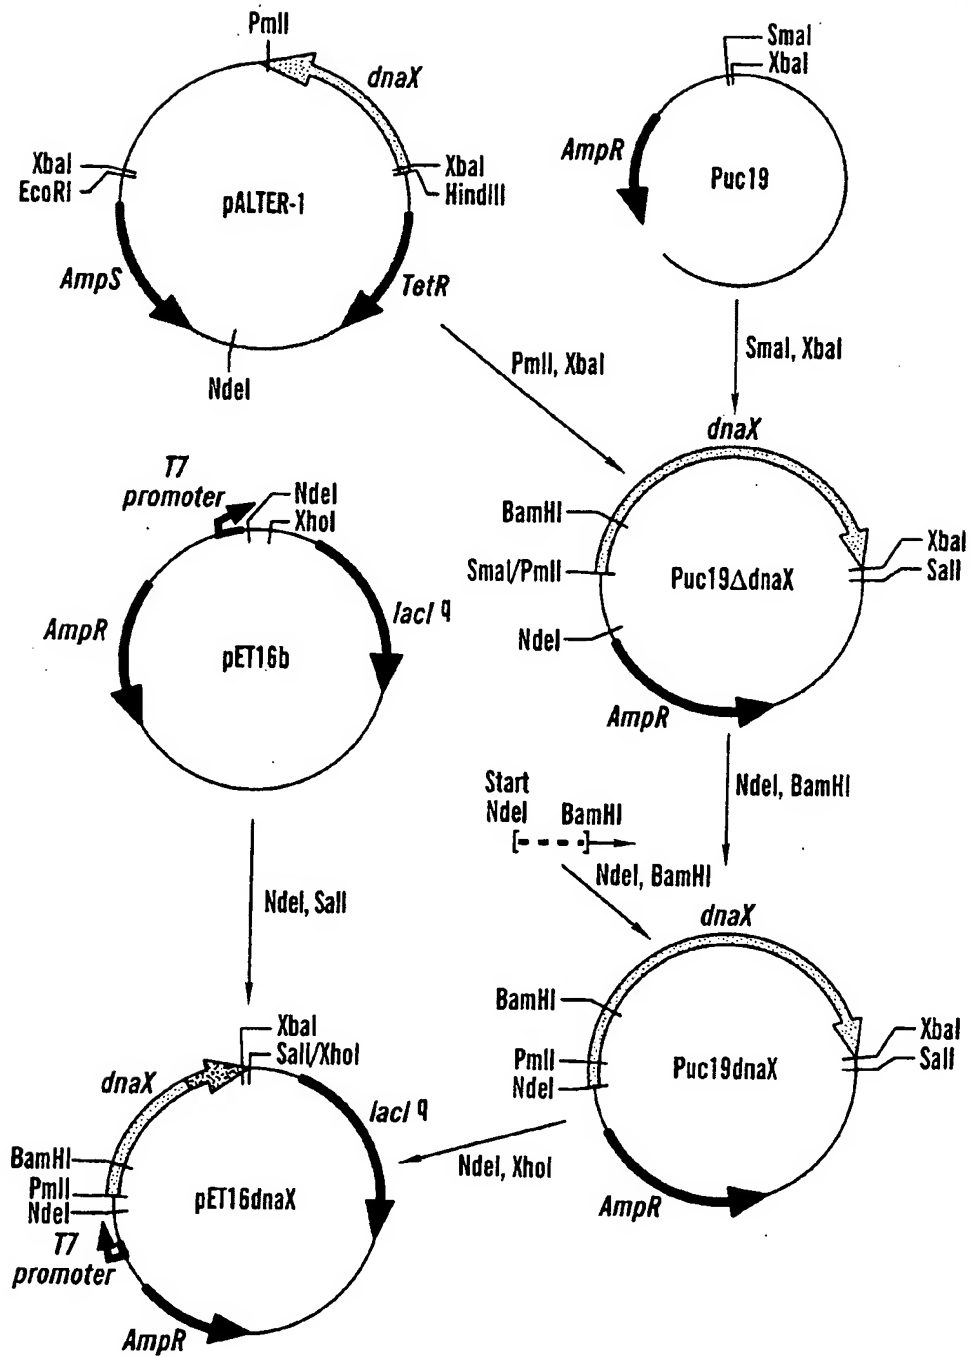 PmlI
dnaX
XbaI
EcoRI
XbaI
HindIII
pALTER-1
AmpS
TetR
NdeI
SmaI
XbaI
AmpR
Puc19
PmlI, XbaI
SmaI, XbaI
T7
promoter
NdeI
XhoI
AmpR
lacI q
pET16b
dnaX
BamHI
SmaI/PmlI
NdeI
XbaI
SalI
Puc19ΔdnaX
AmpR
NdeI, BamHI
Start
NdeI
BamHI
NdeI, BamHI
NdeI, SalI
dnaX
BamHI
PmlI
NdeI
XbaI
SalI
Puc19dnaX
AmpR
NdeI, XhoI
XbaI
SalI/XhoI
dnaX
lacI q
BamHI
PmlI
NdeI
pET16dnaX
T7
promoter
AmpR